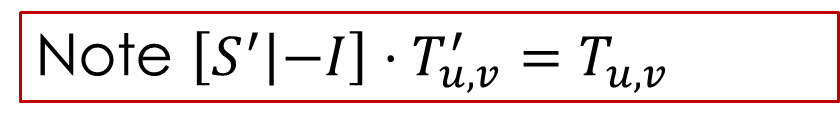 Note [𝑆′|−𝐼] ⋅ 𝑇′ᵤ,ᵥ = 𝑇ᵤ,ᵥ